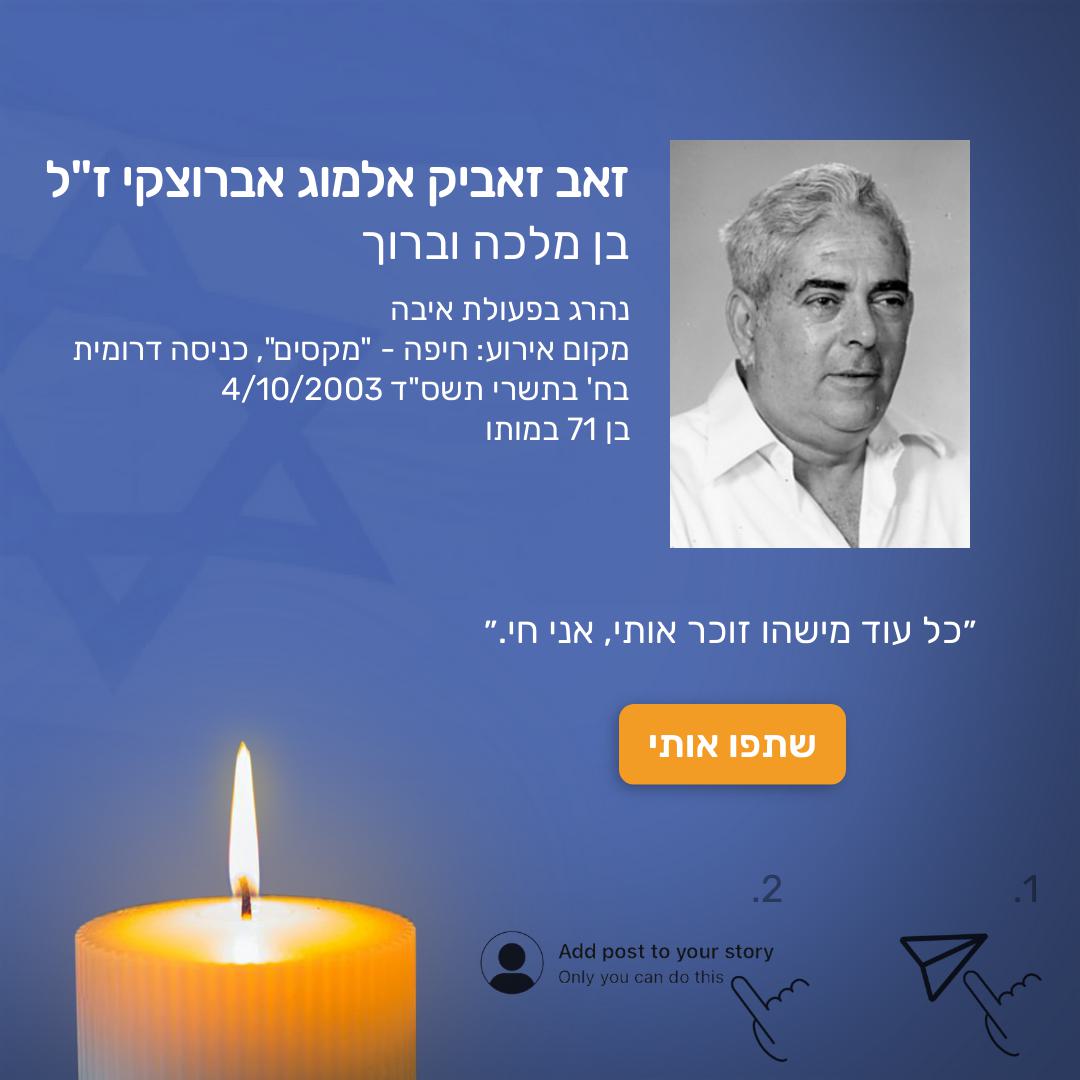 זאב זאביק אלמוג אברוצקי ז"ל
בן מלכה וברוך
נהרג בפעולת איבה
מקום אירוע: חיפה - "מקסים", כניסה דרומית
בח' בתשרי תשס"ד 4/10/2003
בן 71 במותו
״כל עוד מישהו זוכר אותי, אני חי.״
שתפו אותי
1.
2.
Add post to your story
Only you can do this